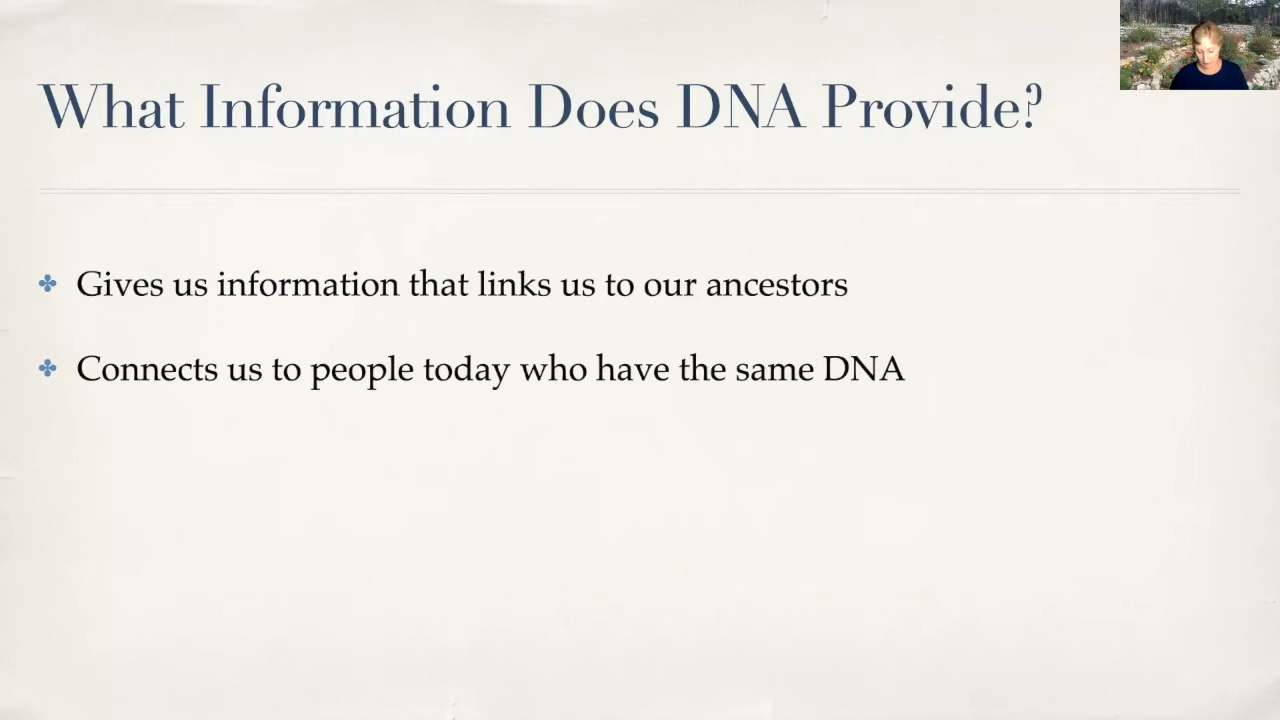 What Information Does DNA Provide?
Gives us information that links us to our ancestors
Connects us to people today who have the same DNA